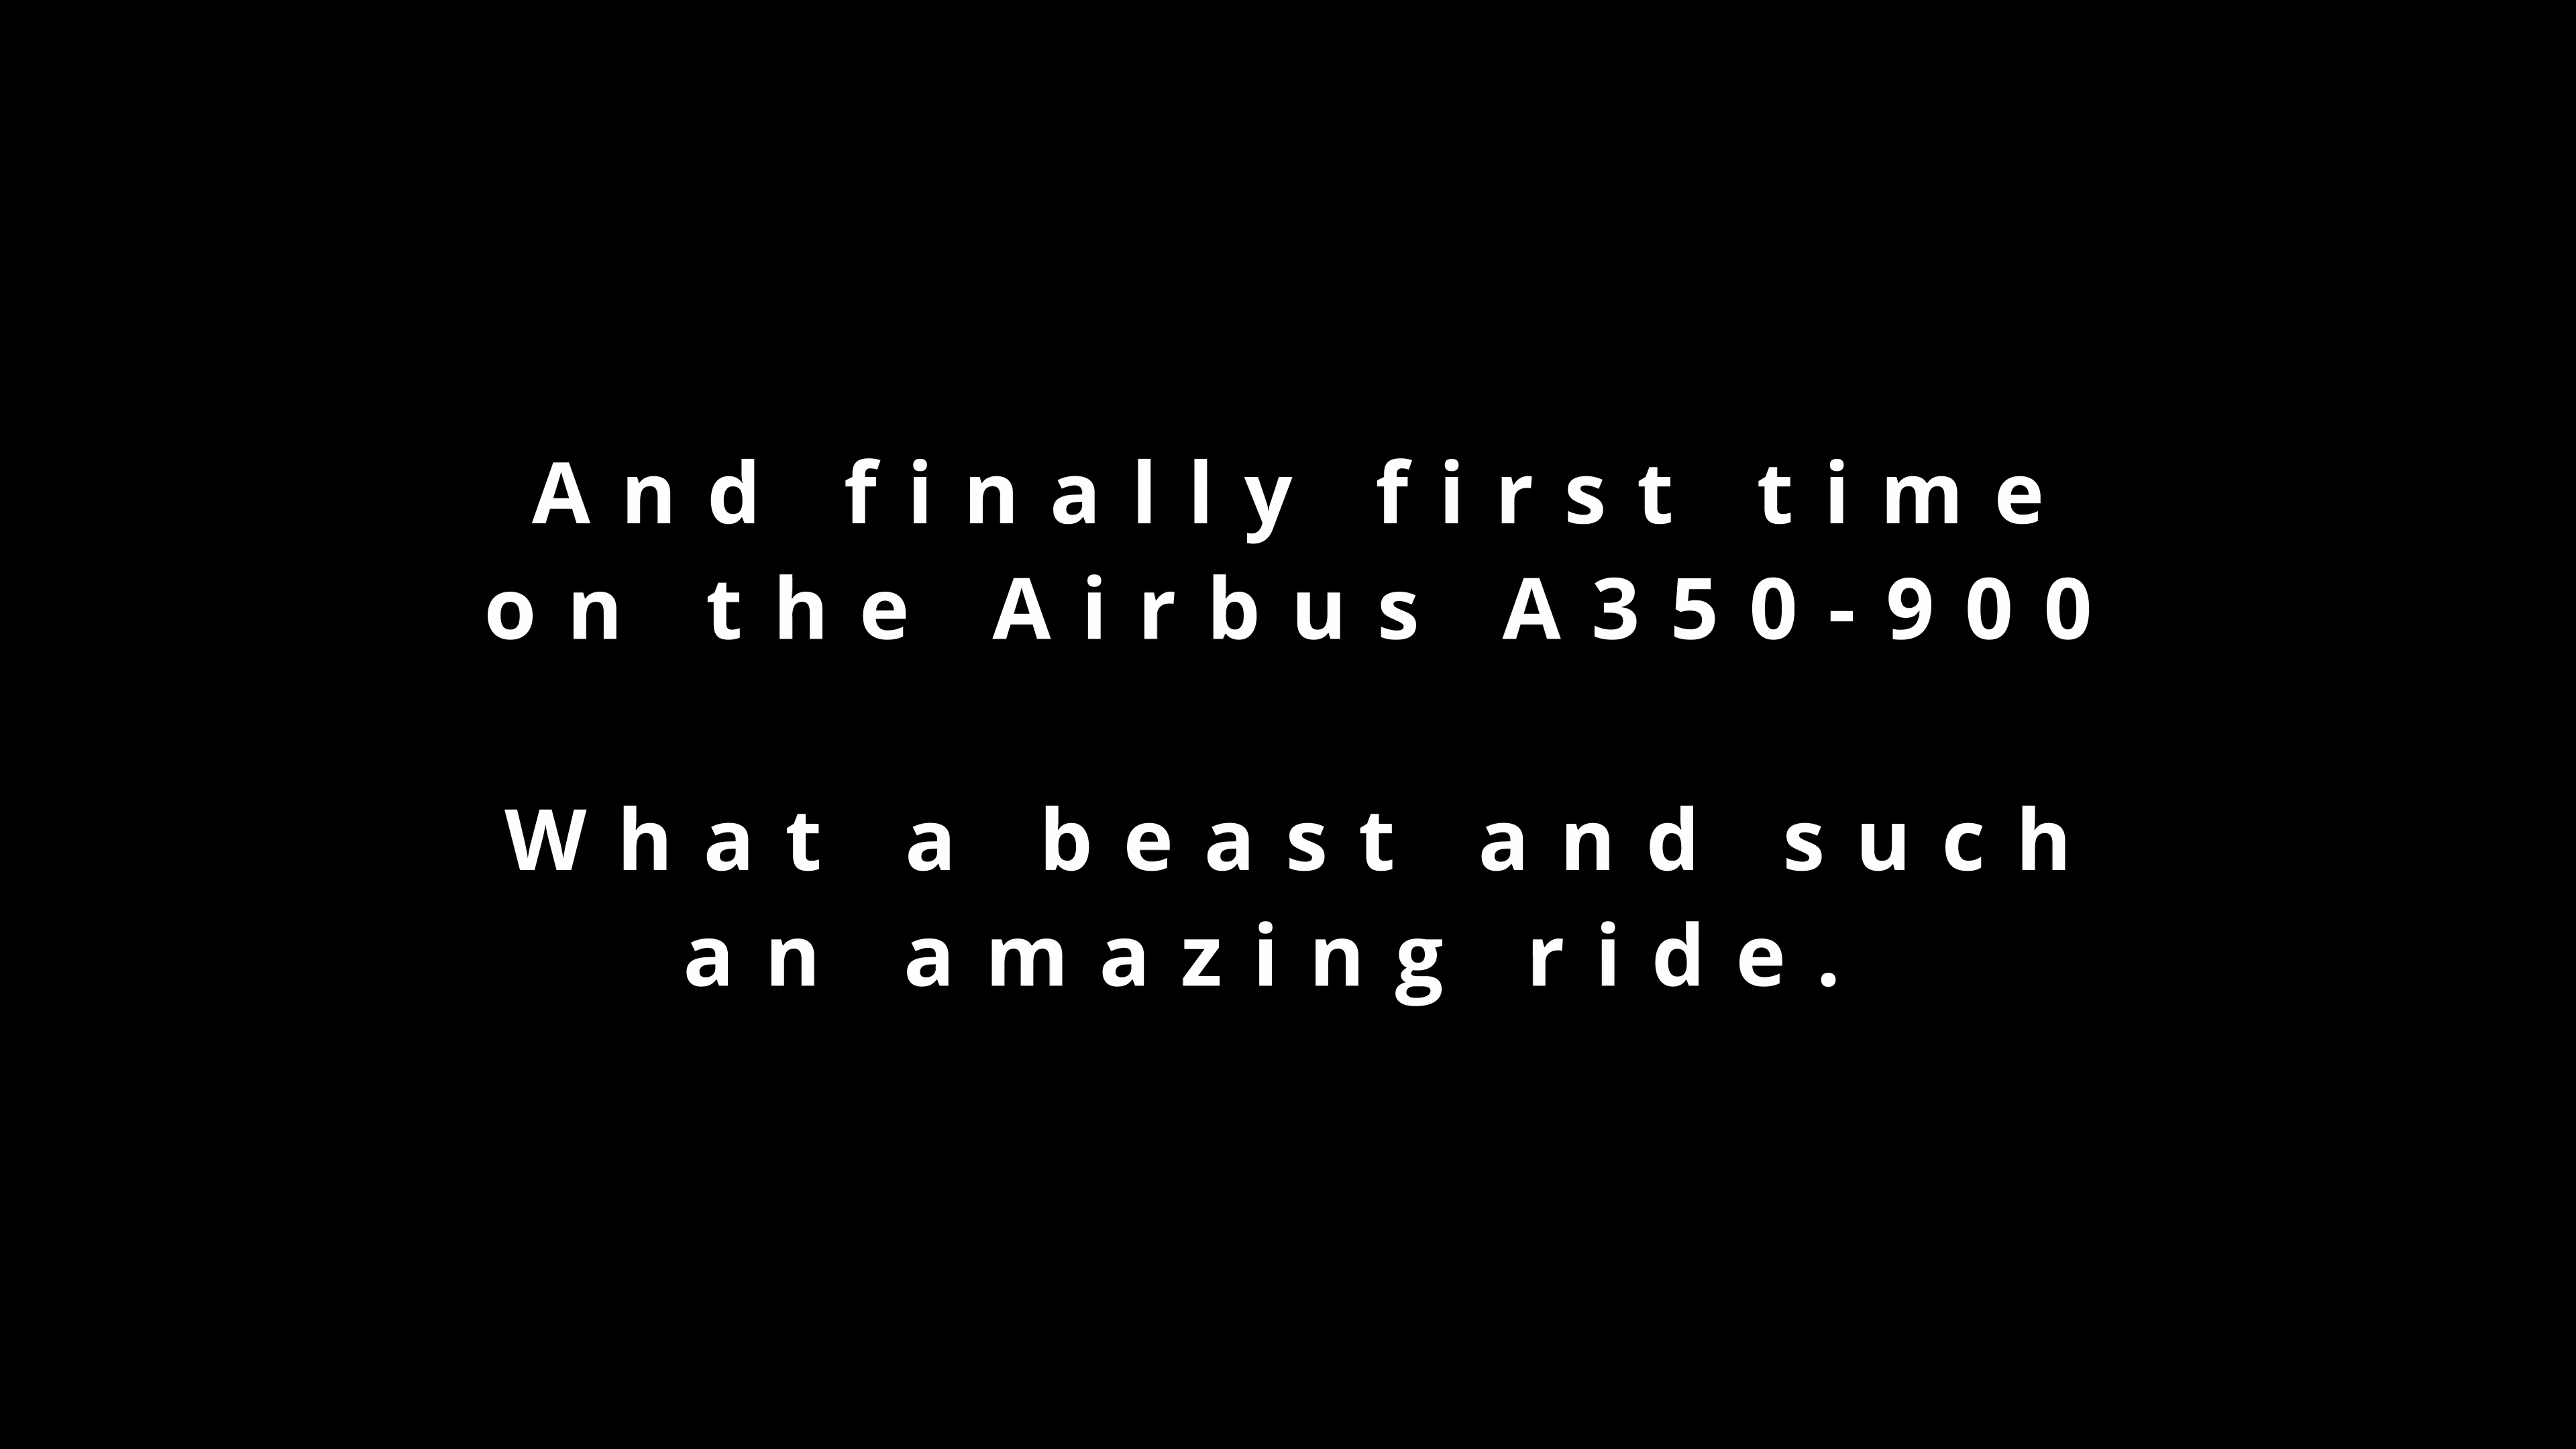 And finally first time
on the Airbus A350-900
What a beast and such
an amazing ride.